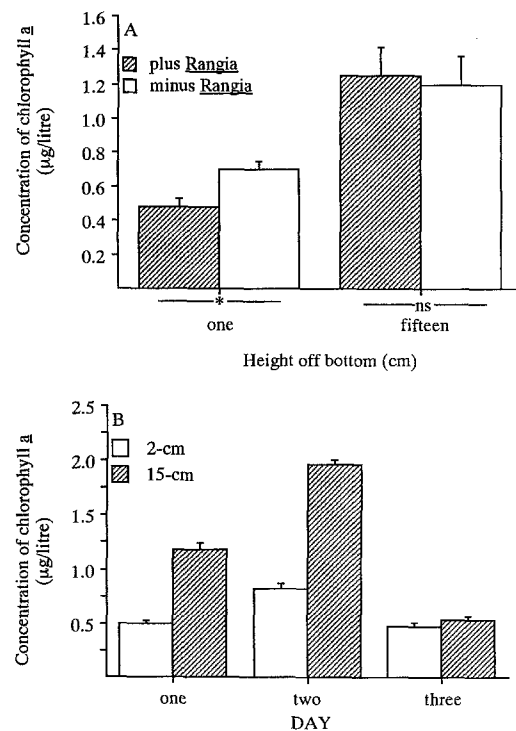 A
plus Rangia
minus Rangia
Concentration of chlorophyll a
(µg/litre)
1.6
1.4
1.2
0.8
0.6
0.4
0.2
*
ns
one
fifteen
Height off bottom (cm)
B
2-cm
15-cm
Concentration of chlorophyll a
(µg/litre)
2.5
2.0
1.5
1.0
0.5
one two three
DAY